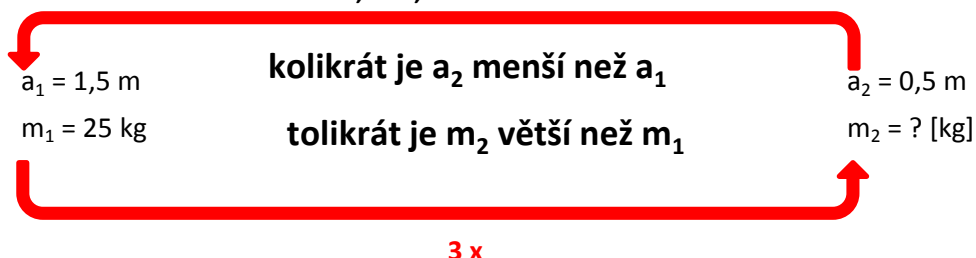 kolikrát je a₂ menší než a₁
a₁ = 1,5 m
a₂ = 0,5 m
m₁ = 25 kg
tolikrát je m₂ větší než m₁
m₂ = ? [kg]
3 x